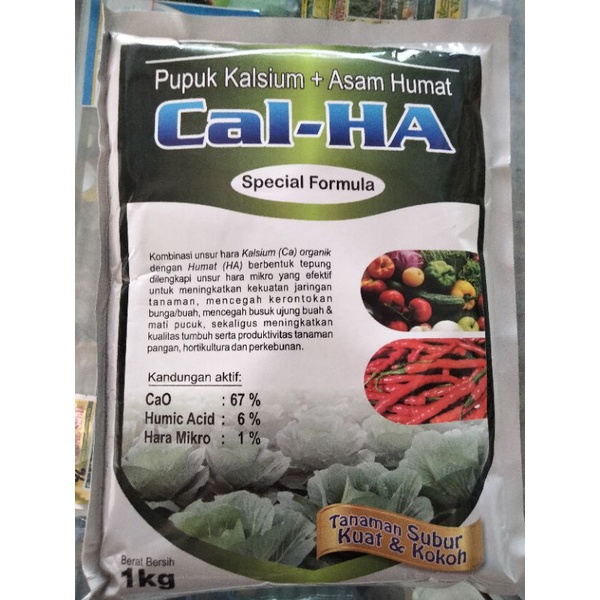 Pupuk Kalsium + Asam Humat
Cal-HA
Special Formula
Kombinasi unsur hara Kalsium (Ca) organik
dengan Humat (HA) berbentuk tepung
dilengkapi unsur hara mikro yang efektif
untuk meningkatkan kekuatan jaringan
tanaman, mencegah kerontokan
bunga/buah, mencegah busuk ujung buah &
mati pucuk, sekaligus meningkatkan
kualitas tumbuh serta produktivitas tanaman
pangan, hortikultura dan perkebunan.
Kandungan aktif:
CaO : 67 %
Humic Acid : 6 %
Hara Mikro : 1 %
Tanaman Subur
Kuat & Kokoh
Berat Bersih
1kg